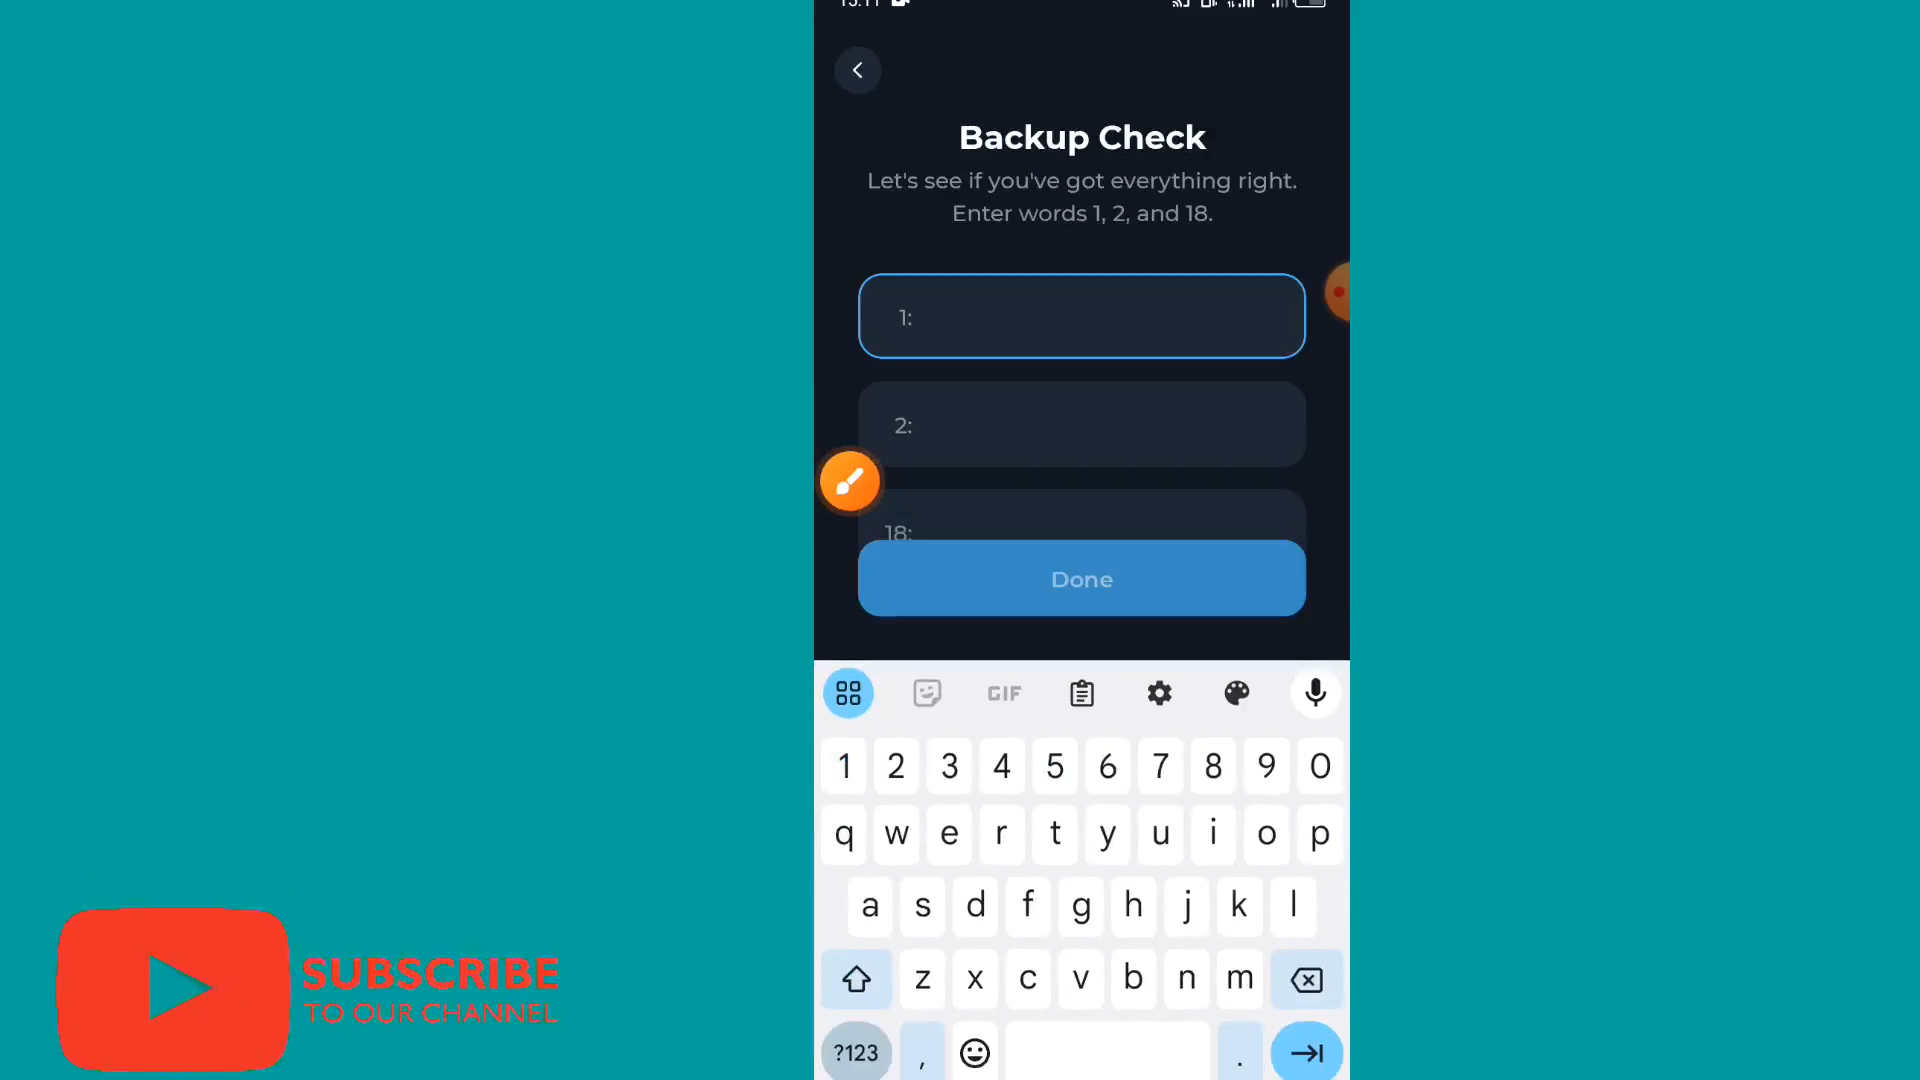 Backup Check
Let's see if you've got everything right.
Enter words 1, 2, and 18.
1:
2:
18:
Done
GIF
1 2 3 4 5 6 7 8 9 0
q w e r t y u i o p
a s d f g h j k l
z x c v b n m
?123 , .
SUBSCRIBE
TO OUR CHANNEL